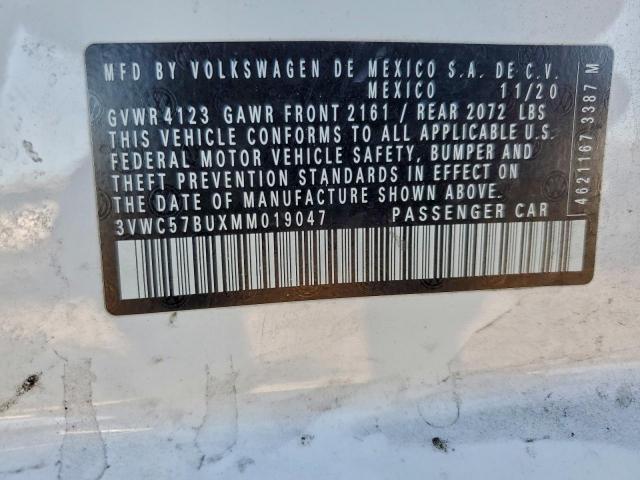 MFD BY VOLKSWAGEN DE MEXICO S.A. DE C.V.
MEXICO 11/20
GVWR 4123 GAWR FRONT 2161 / REAR 2072 LBS
THIS VEHICLE CONFORMS TO ALL APPLICABLE U.S.
FEDERAL MOTOR VEHICLE SAFETY, BUMPER AND
THEFT PREVENTION STANDARDS IN EFFECT ON
THE DATE OF MANUFACTURE SHOWN ABOVE.
3VWC57BUXMM019047 PASSENGER CAR
4621167 3387 M